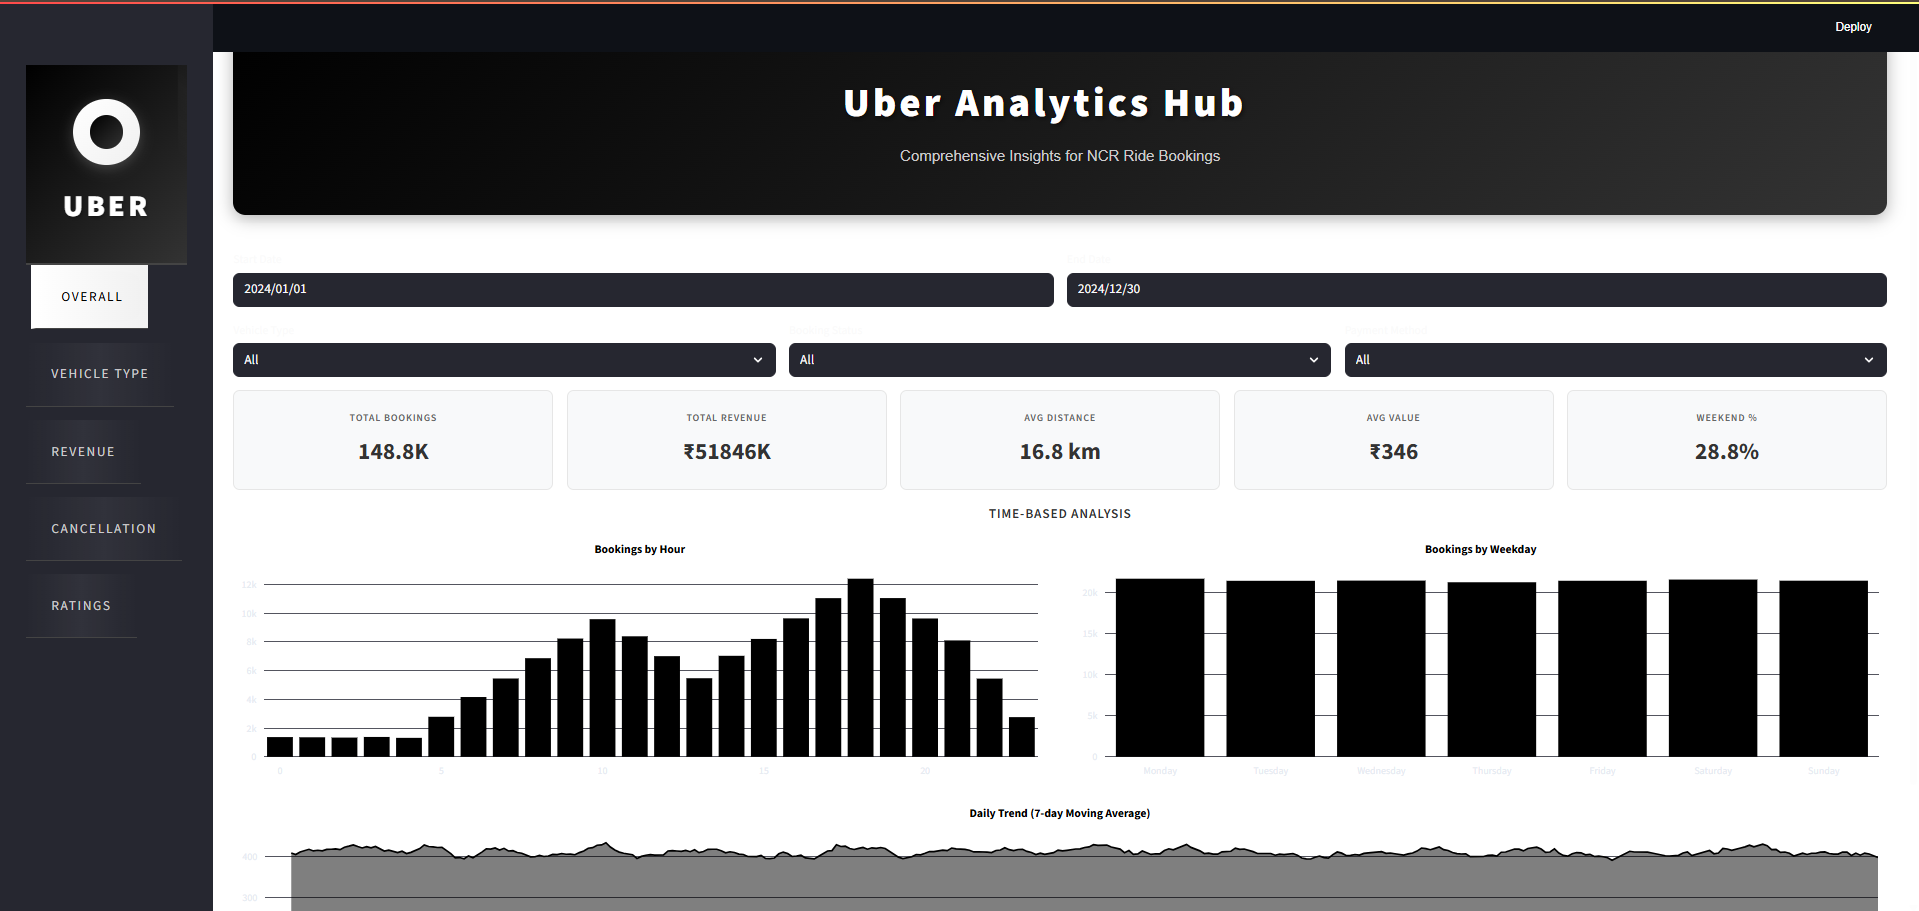 Deploy
UBER
OVERALL
VEHICLE TYPE
REVENUE
CANCELLATION
RATINGS
Uber Analytics Hub
Comprehensive Insights for NCR Ride Bookings
Start Date
End Date
2024/01/01
2024/12/30
Vehicle Type
Booking Status
Payment Method
All
All
All
TOTAL BOOKINGS
148.8K
TOTAL REVENUE
₹51846K
AVG DISTANCE
16.8 km
AVG VALUE
₹346
WEEKEND %
28.8%
TIME-BASED ANALYSIS
Bookings by Hour
12k
10k
8k
6k
4k
2k
0
0 5 10 15 20
Bookings by Weekday
20k
15k
10k
5k
0
Monday Tuesday Wednesday Thursday Friday Saturday Sunday
Daily Trend (7-day Moving Average)
400
300